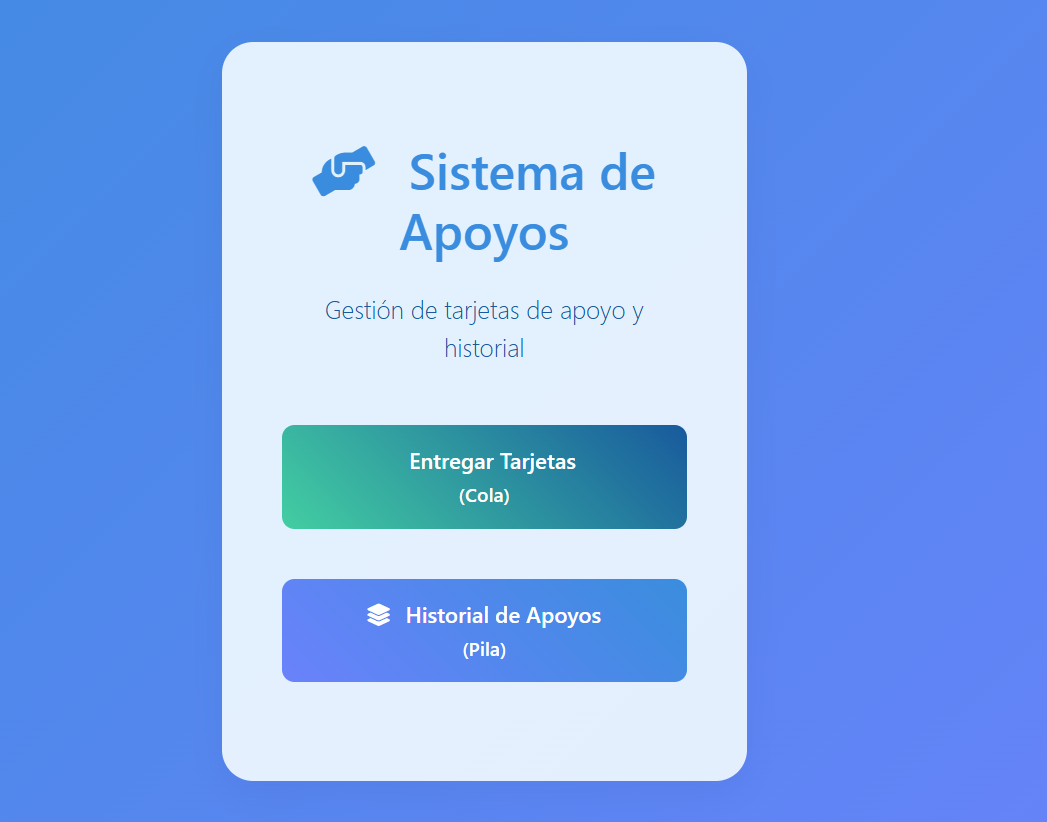 Sistema de
Apoyos
Gestión de tarjetas de apoyo y
historial
Entregar Tarjetas
(Cola)
Historial de Apoyos
(Pila)